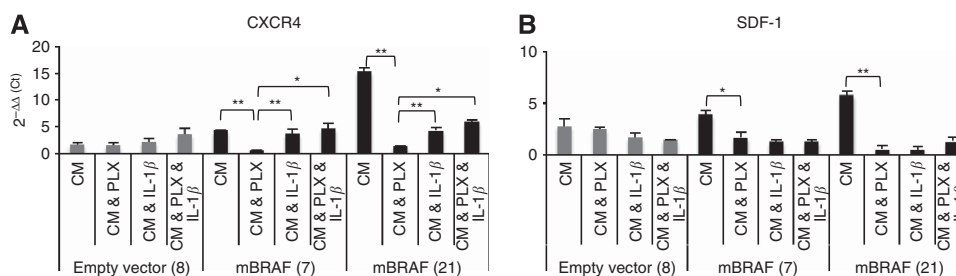 A
CXCR4
2–ΔΔ (Ct)
20
15
10
5
0
**
**
*
**
**
*
CM
CM & PLX
CM & IL-1β
CM & PLX & IL-1β
CM
CM & PLX
CM & IL-1β
CM & PLX & IL-1β
CM
CM & PLX
CM & IL-1β
CM & PLX & IL-1β
Empty vector (8)
mBRAF (7)
mBRAF (21)
B
SDF-1
10
5
0
*
**
CM
CM & PLX
CM & IL-1β
CM & PLX & IL-1β
CM
CM & PLX
CM & IL-1β
CM & PLX & IL-1β
CM
CM & PLX
CM & IL-1β
CM & PLX & IL-1β
Empty vector (8)
mBRAF (7)
mBRAF (21)